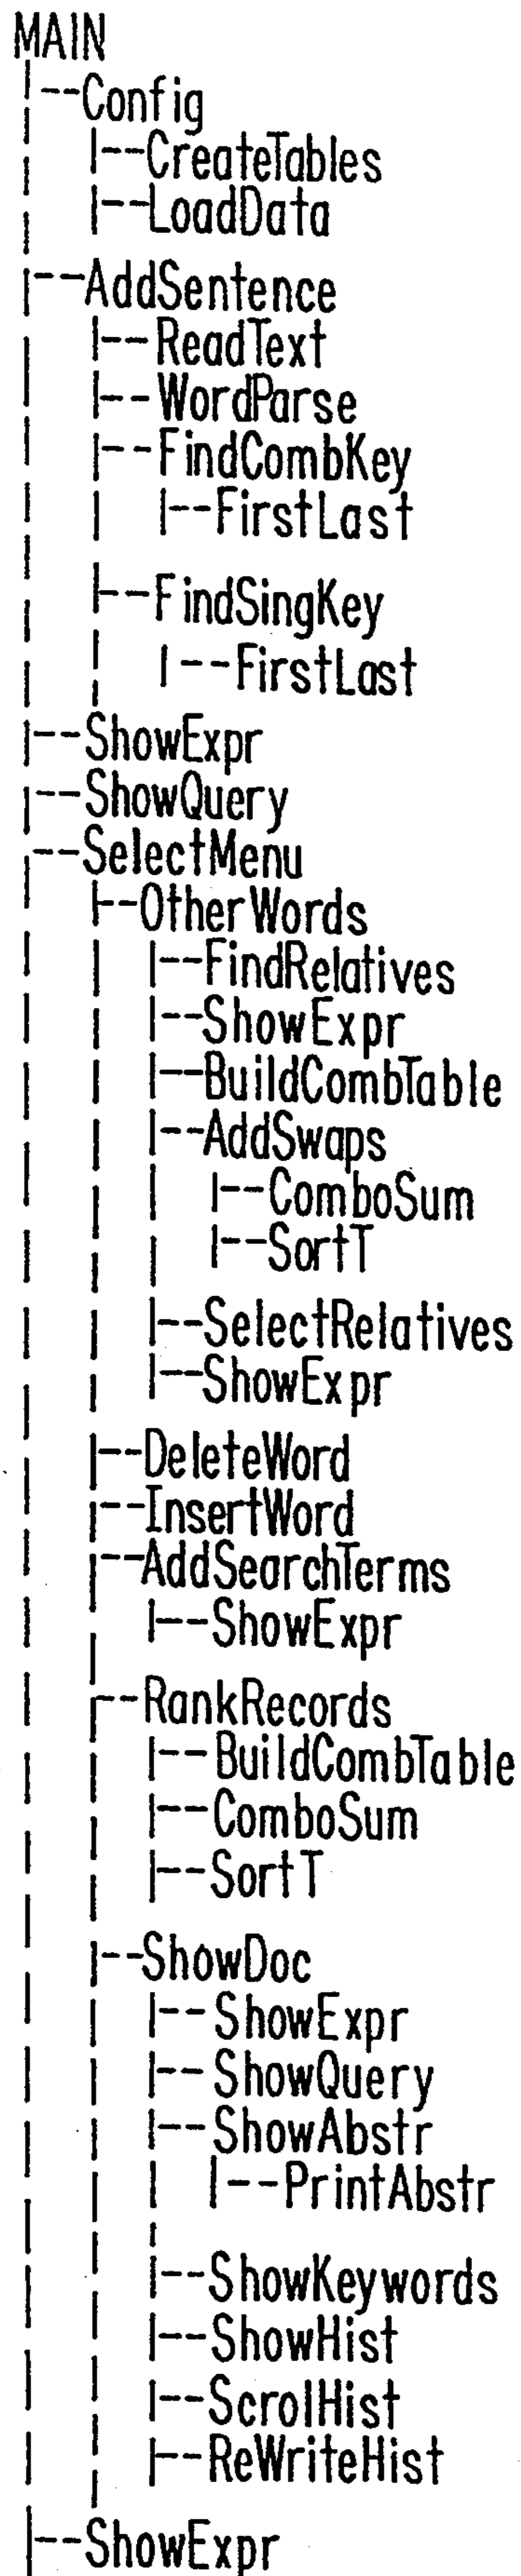 MAIN
|--Config
|--CreateTables
|--LoadData
|--AddSentence
|--ReadText
|--WordParse
|--FindCombKey
|--FirstLast
|--FindSingKey
|--FirstLast
|--ShowExpr
|--ShowQuery
|--SelectMenu
|--OtherWords
|--FindRelatives
|--ShowExpr
|--BuildCombTable
|--AddSwaps
|--ComboSum
|--SortT
|--SelectRelatives
|--ShowExpr
|--DeleteWord
|--InsertWord
|--AddSearchTerms
|--ShowExpr
|--RankRecords
|--BuildCombTable
|--ComboSum
|--SortT
|--ShowDoc
|--ShowExpr
|--ShowQuery
|--ShowAbstr
|--PrintAbstr
|--ShowKeywords
|--ShowHist
|--ScrolHist
|--ReWriteHist
|--ShowExpr